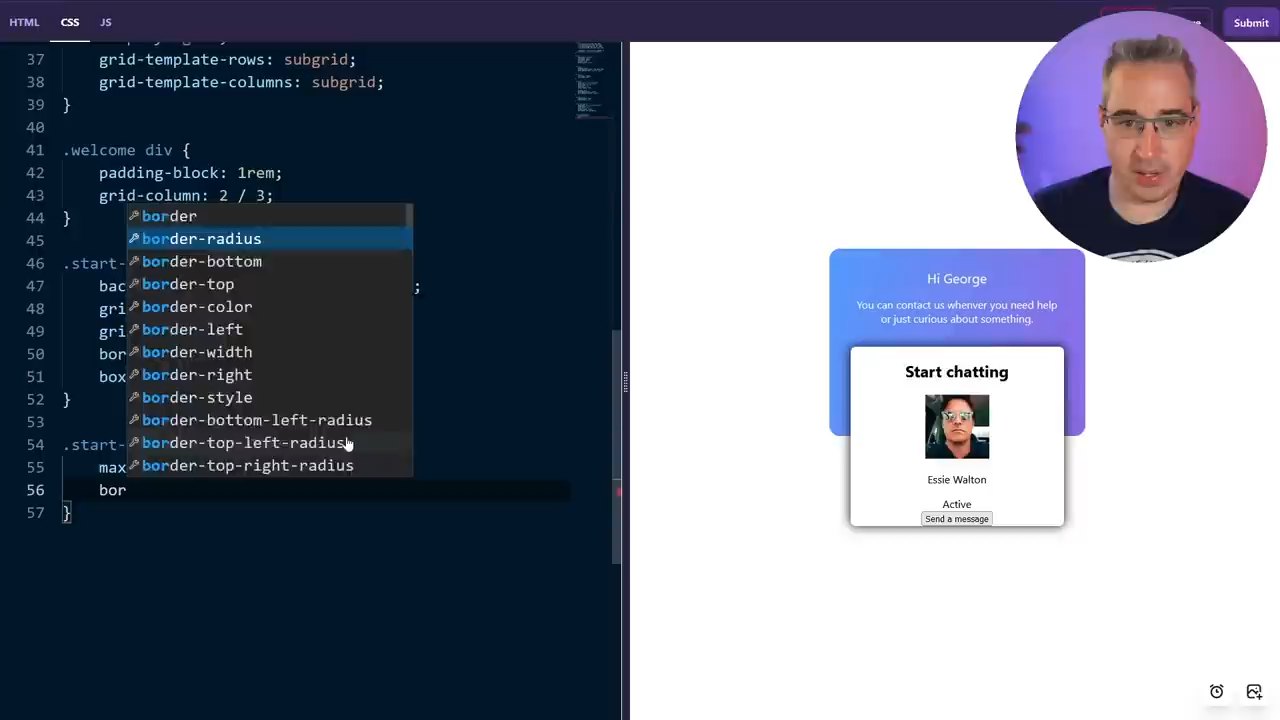 HTML CSS JS
Submit
37 grid-template-rows: subgrid;
38 grid-template-columns: subgrid;
39 }
40
41 .welcome div {
42 padding-block: 1rem;
43 grid-column: 2 / 3;
44 }
45
46 .start-
47 bac ;
48 gri
49 gri
50 bor
51 box
52 }
53
54 .start-
55 max
56 bor
57 }
border
border-radius
border-bottom
border-top
border-color
border-left
border-width
border-right
border-style
border-bottom-left-radius
border-top-left-radius
border-top-right-radius
Hi George
You can contact us whenver you need help
or just curious about something.
Start chatting
Essie Walton
Active
Send a message